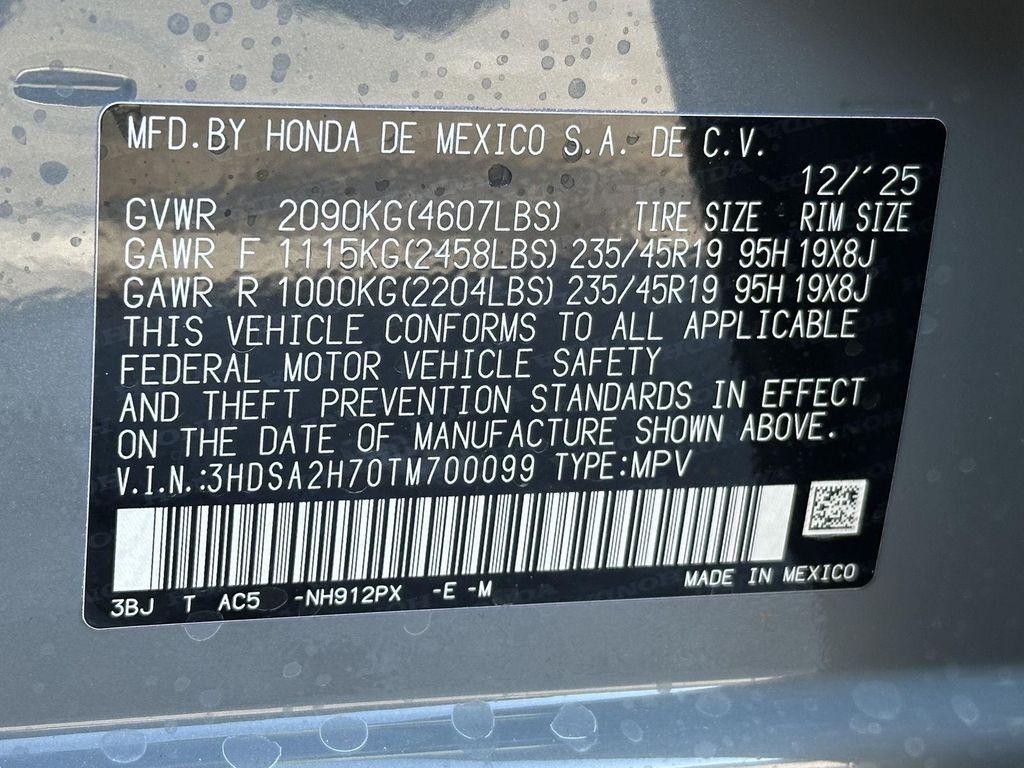 MFD.BY HONDA DE MEXICO S.A. DE C.V.
12/´25
GVWR 2090KG(4607LBS) TIRE SIZE RIM SIZE
GAWR F 1115KG(2458LBS) 235/45R19 95H 19X8J
GAWR R 1000KG(2204LBS) 235/45R19 95H 19X8J
THIS VEHICLE CONFORMS TO ALL APPLICABLE
FEDERAL MOTOR VEHICLE SAFETY
AND THEFT PREVENTION STANDARDS IN EFFECT
ON THE DATE OF MANUFACTURE SHOWN ABOVE.
V.I.N.:3HDSA2H70TM700099 TYPE:MPV
MADE IN MEXICO
3BJ T AC5 -NH912PX -E -M